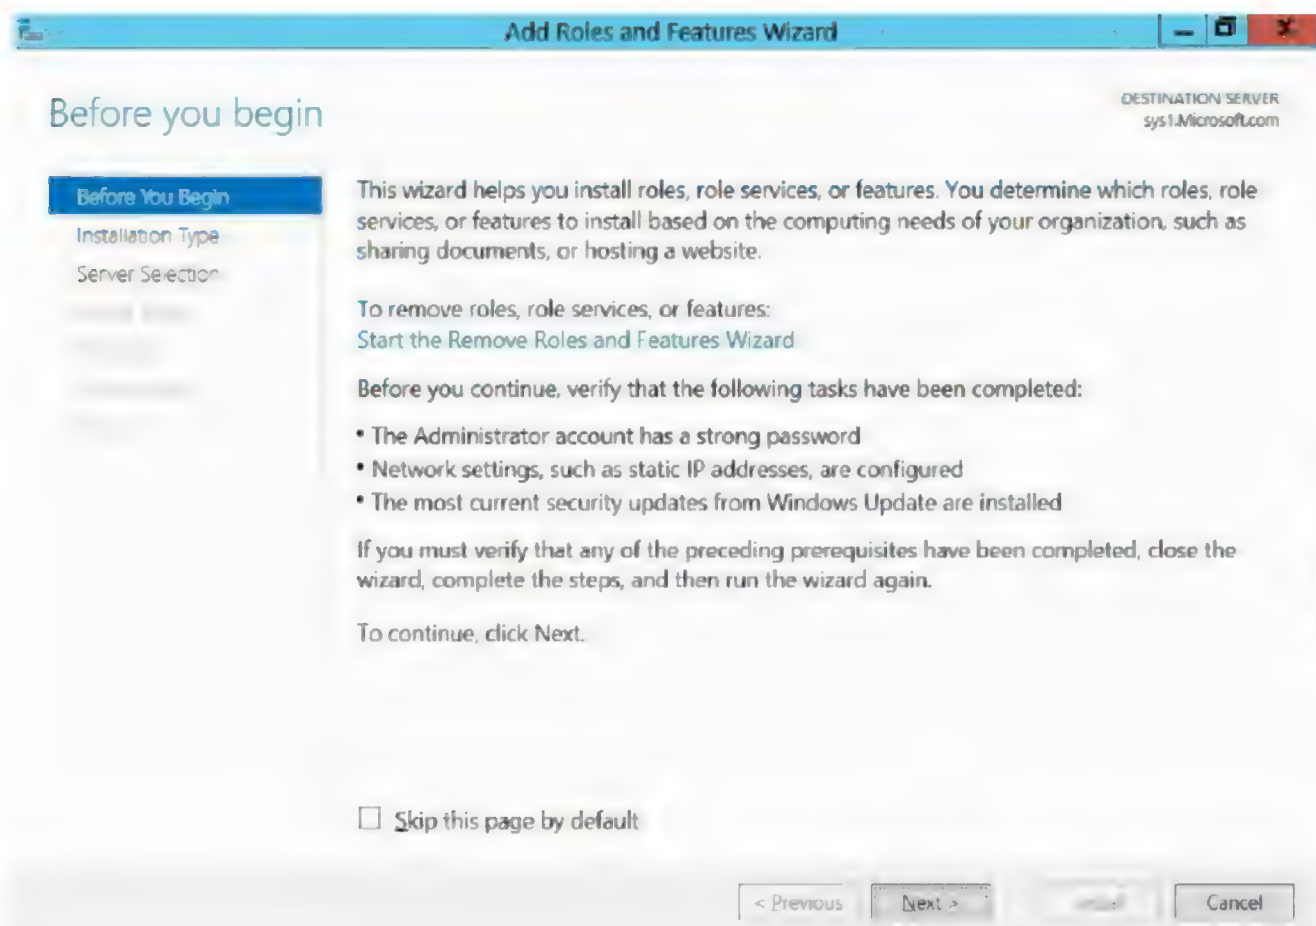 Add Roles and Features Wizard
Before you begin
DESTINATION SERVER
sys1.Microsoft.com
Before You Begin
Installation Type
Server Selection
This wizard helps you install roles, role services, or features. You determine which roles, role
services, or features to install based on the computing needs of your organization, such as
sharing documents, or hosting a website.
To remove roles, role services, or features:
Start the Remove Roles and Features Wizard
Before you continue, verify that the following tasks have been completed:
• The Administrator account has a strong password
• Network settings, such as static IP addresses, are configured
• The most current security updates from Windows Update are installed
If you must verify that any of the preceding prerequisites have been completed, close the
wizard, complete the steps, and then run the wizard again.
To continue, click Next.
Skip this page by default
< Previous
Next >
Cancel